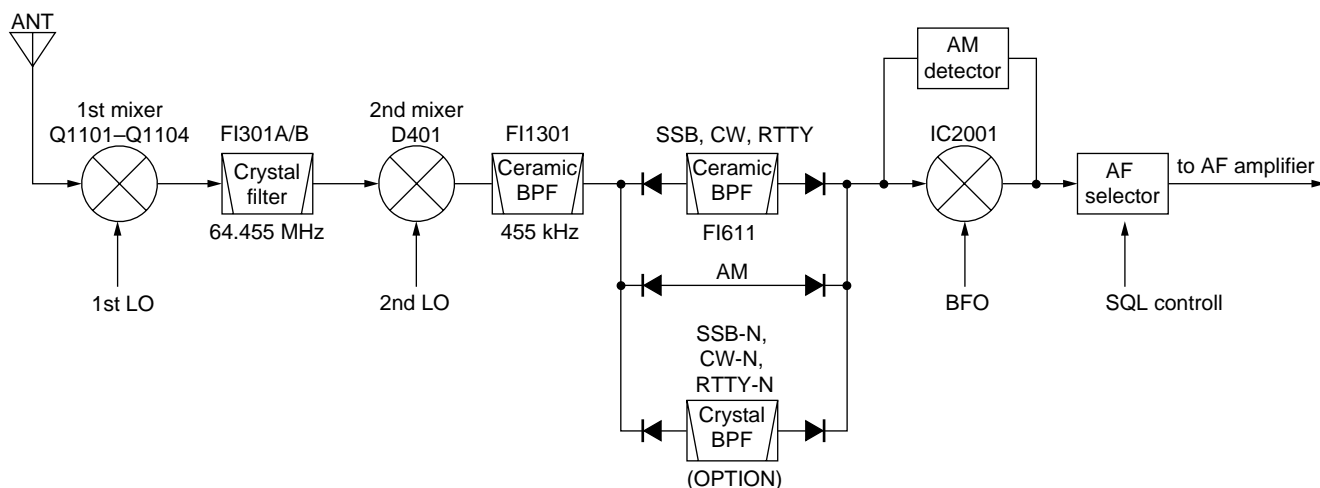 ANT
1st mixer
Q1101–Q1104
1st LO
FI301A/B
Crystal
filter
64.455 MHz
2nd mixer
D401
2nd LO
FI1301
Ceramic
BPF
455 kHz
SSB, CW, RTTY
Ceramic
BPF
FI611
AM
SSB-N,
CW-N,
RTTY-N
Crystal
BPF
(OPTION)
AM
detector
IC2001
BFO
AF
selector
SQL controll
to AF amplifier